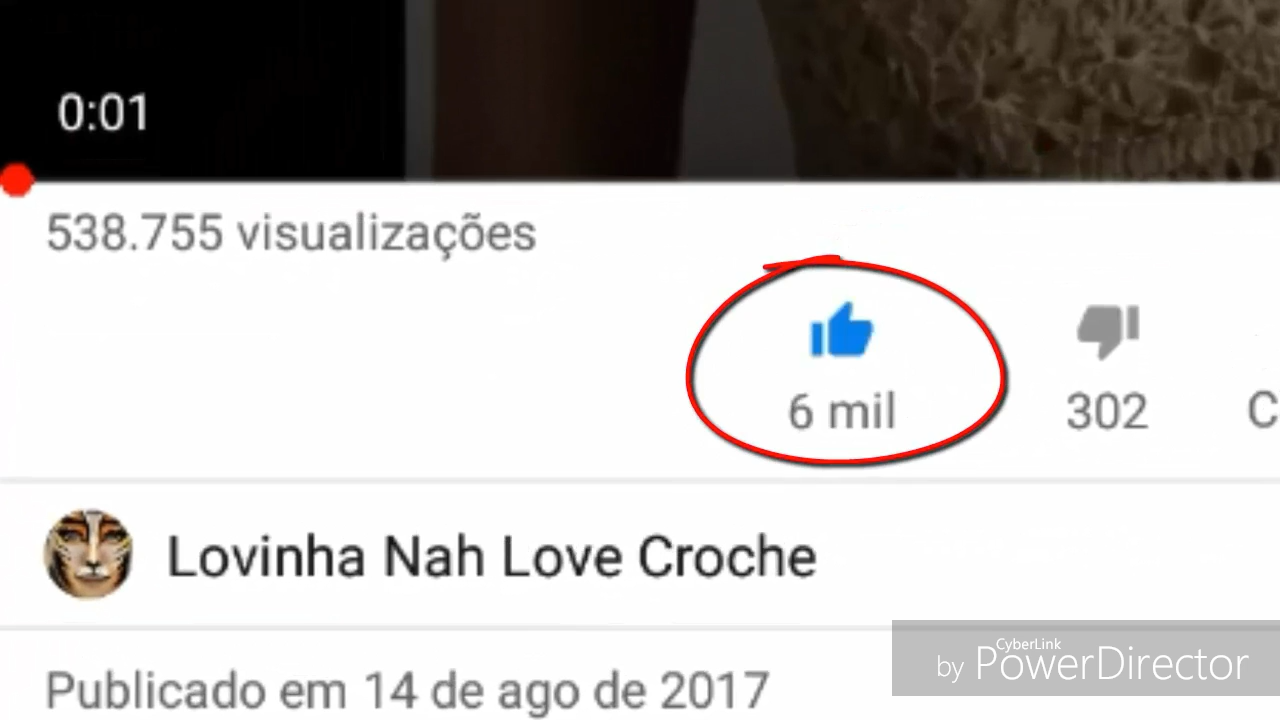 0:01
538.755 visualizações
6 mil
302
C
Lovinha Nah Love Croche
Publicado em 14 de ago de 2017
CyberLink
by PowerDirector